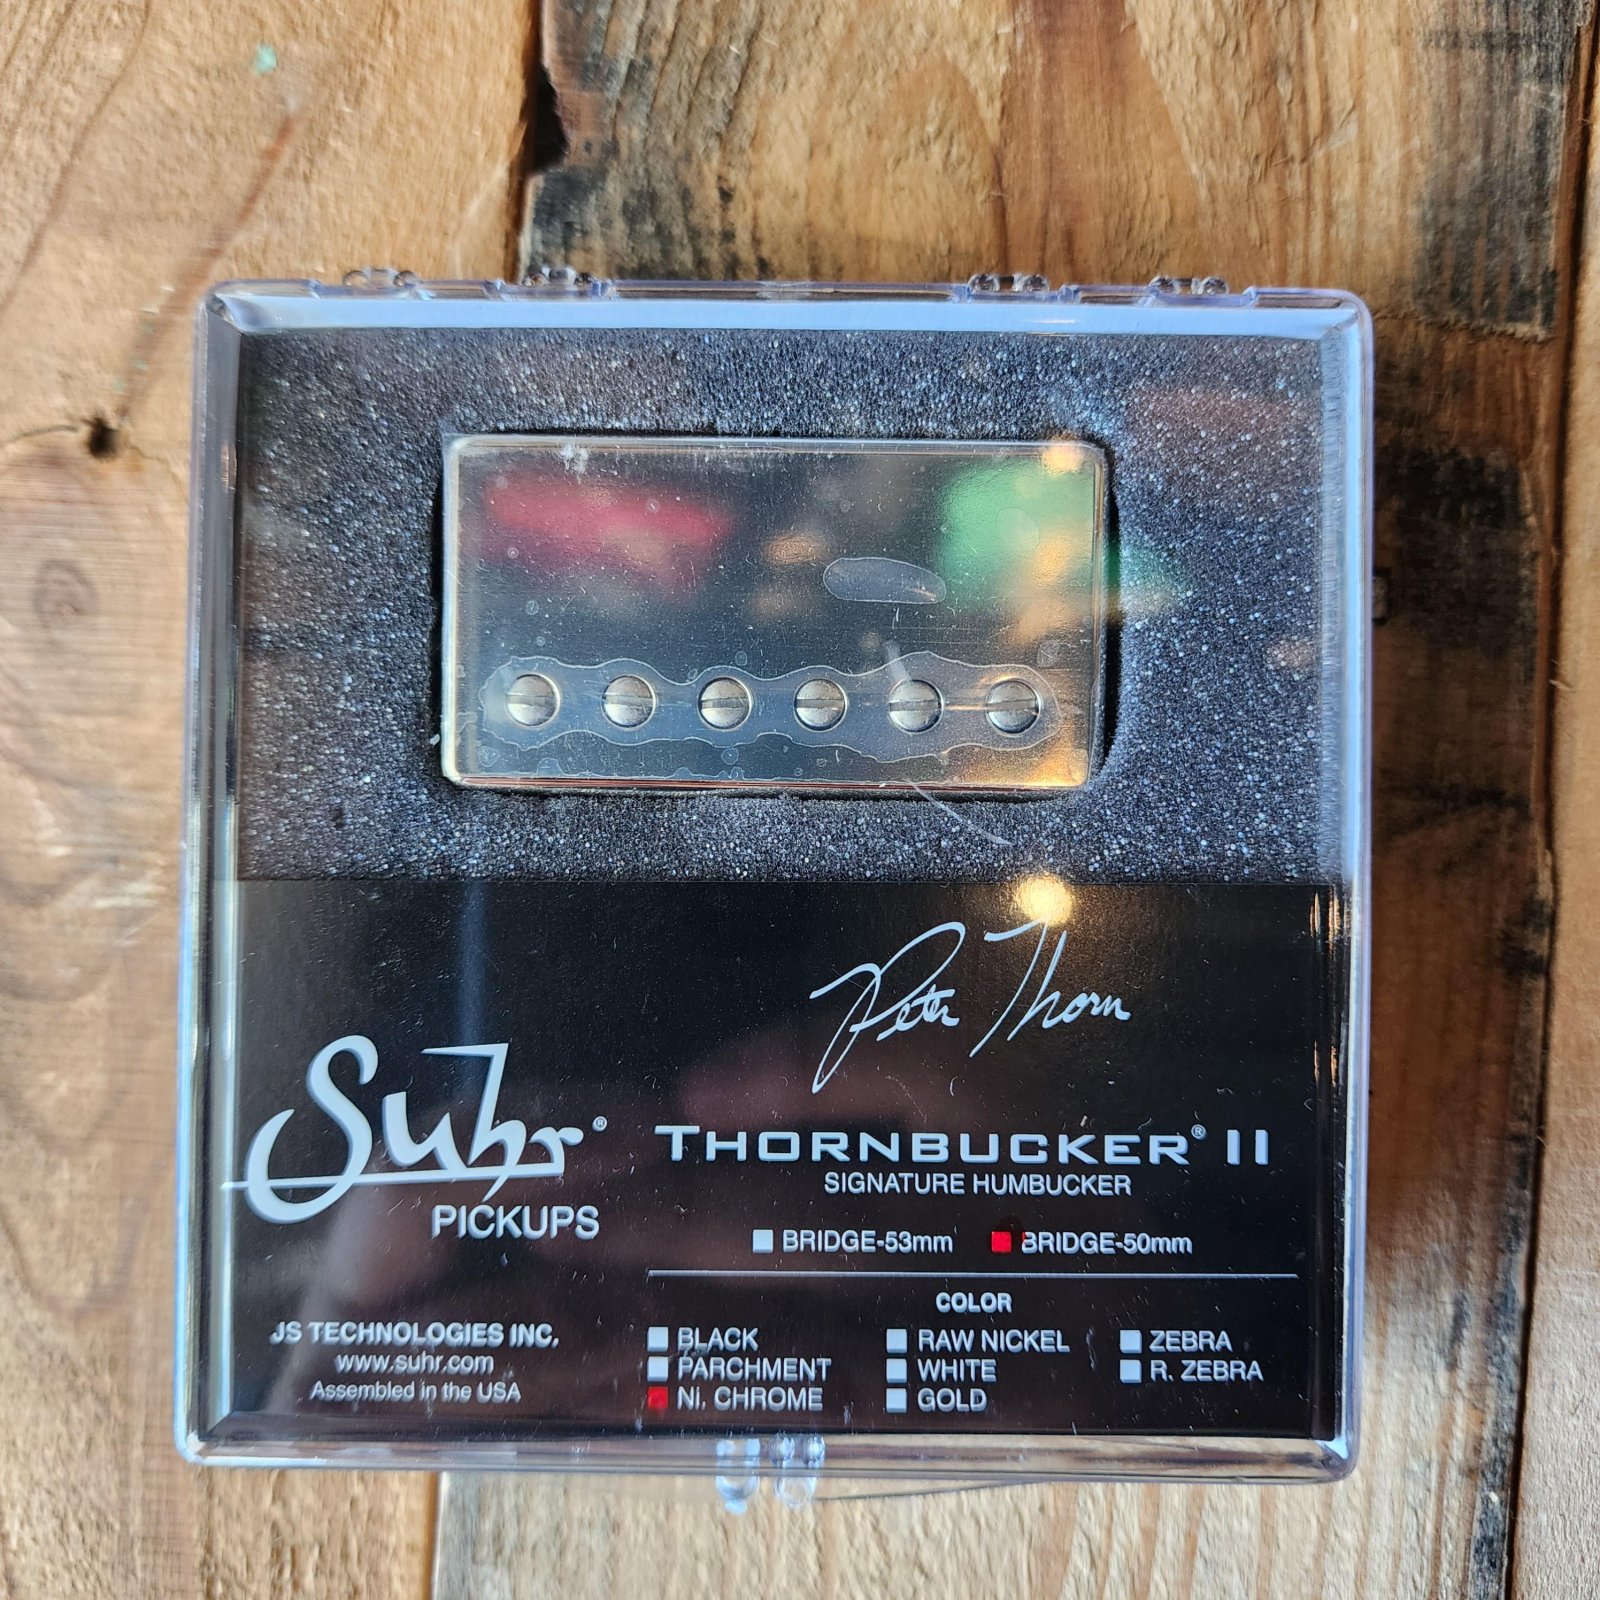 Peter Thorn
Suhr®
PICKUPS
THORNBUCKER® II
SIGNATURE HUMBUCKER
BRIDGE-53mm BRIDGE-50mm
COLOR
BLACK RAW NICKEL ZEBRA
PARCHMENT WHITE R. ZEBRA
Ni. CHROME GOLD
JS TECHNOLOGIES INC.
www.suhr.com
Assembled in the USA